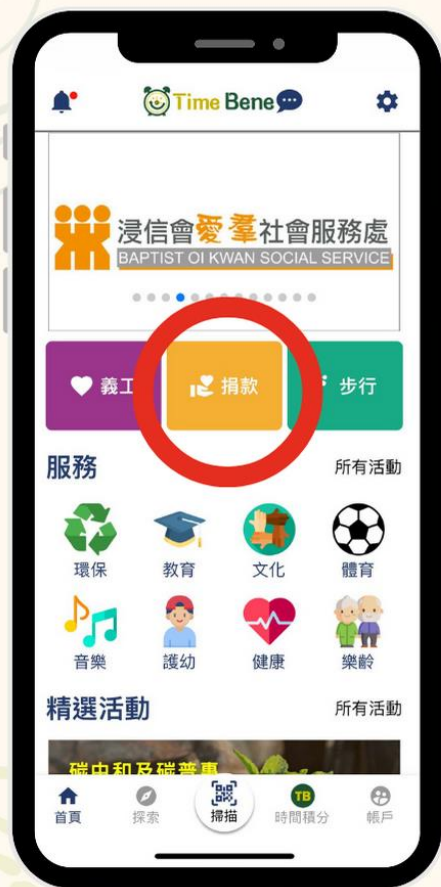 Time Bene
浸信會愛羣社會服務處
BAPTIST OI KWAN SOCIAL SERVICE
義工 捐款 步行
服務 所有活動
環保 教育 文化 體育
音樂 護幼 健康 樂齡
精選活動 所有活動
碳中和及碳普惠
首頁 探索 掃描 TB 時間積分 帳戶